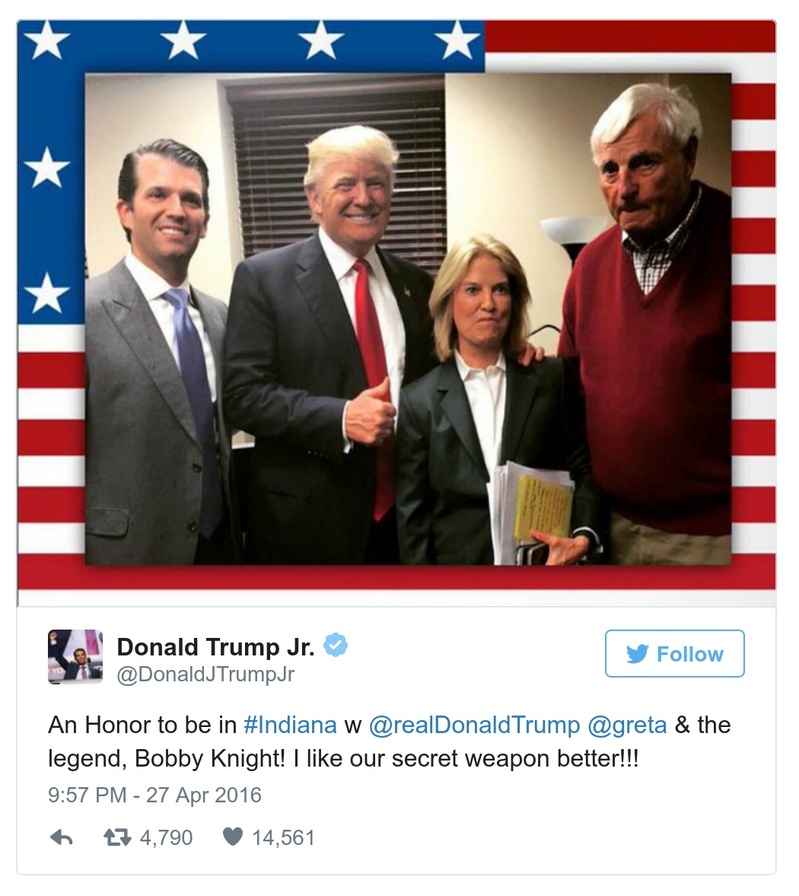 Donald Trump Jr.
@DonaldJTrumpJr
Follow
An Honor to be in #Indiana w @realDonaldTrump @greta & the
legend, Bobby Knight! I like our secret weapon better!!!
9:57 PM - 27 Apr 2016
4,790 14,561